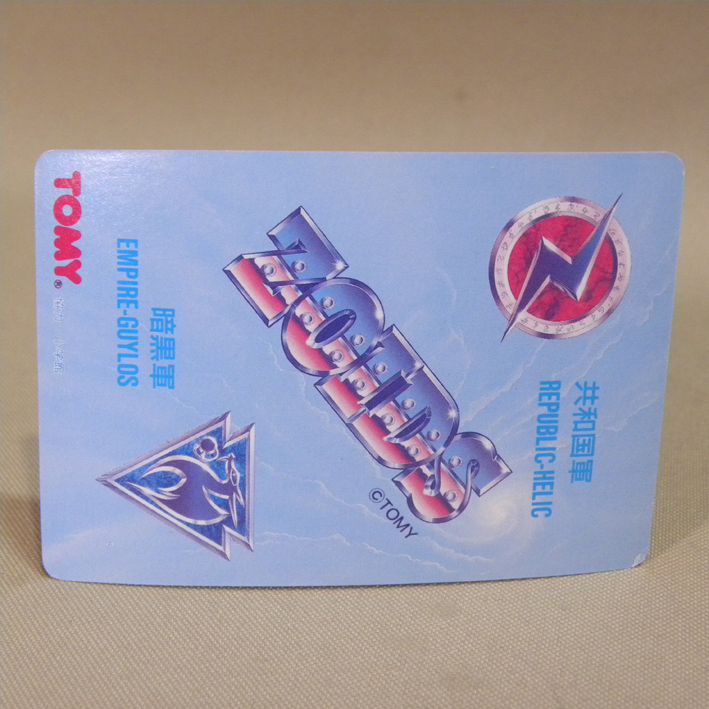 共和国軍
REPUBLIC-HELIC
ZOIDS
©TOMY
暗黒軍
EMPIRE-GUYLOS
TOMY®